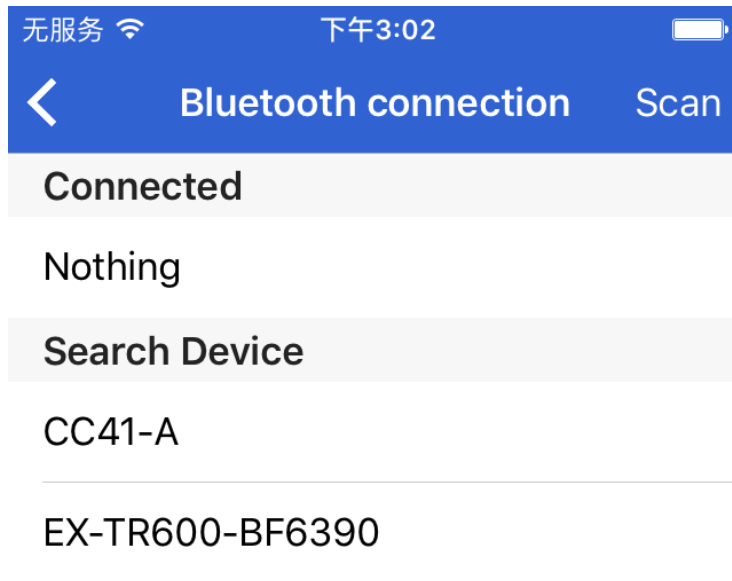 无服务 下午3:02
Bluetooth connection Scan
Connected
Nothing
Search Device
CC41-A
EX-TR600-BF6390